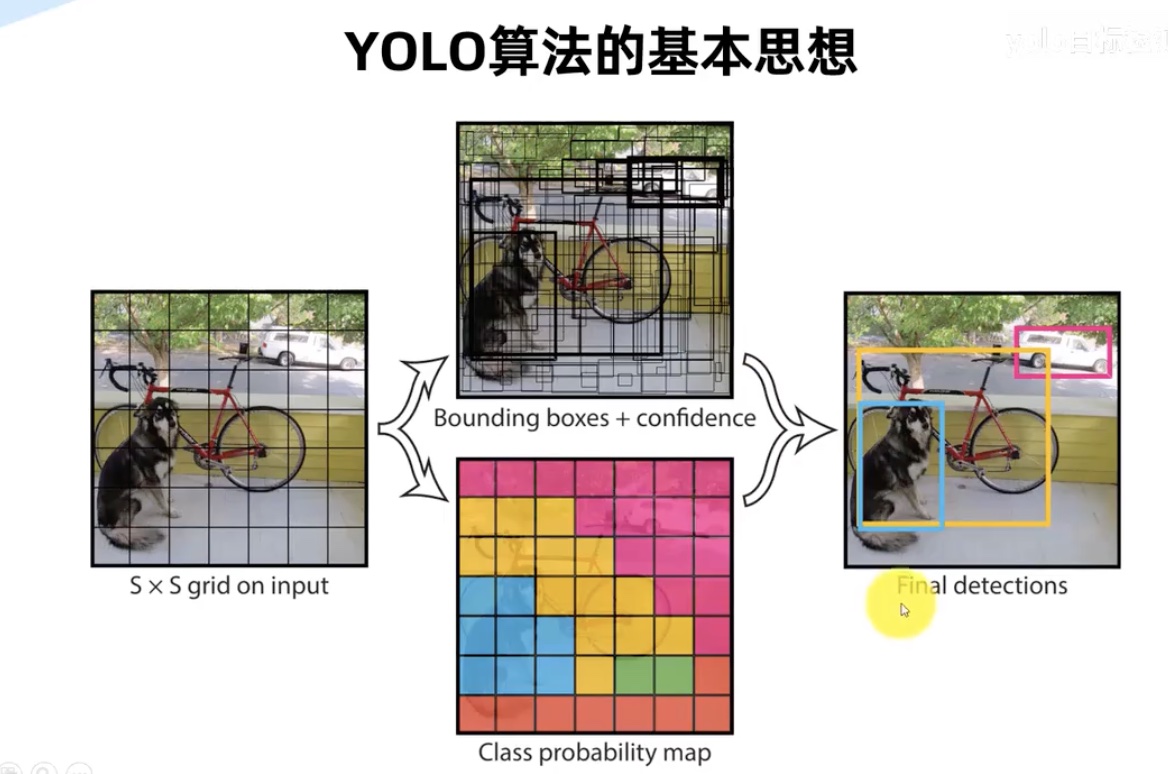 YOLO算法的基本思想
Bounding boxes + confidence
S × S grid on input
Final detections
Class probability map